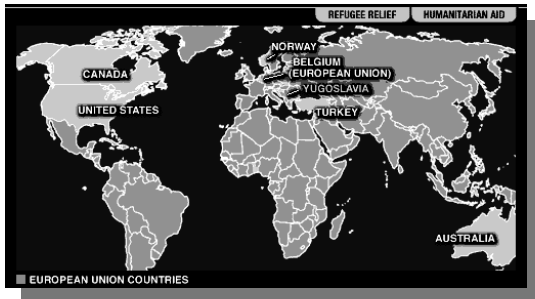 REFUGEE RELIEF
HUMANITARIAN AID
NORWAY
BELGIUM
(EUROPEAN UNION)
CANADA
YUGOSLAVIA
UNITED STATES
TURKEY
AUSTRALIA
EUROPEAN UNION COUNTRIES